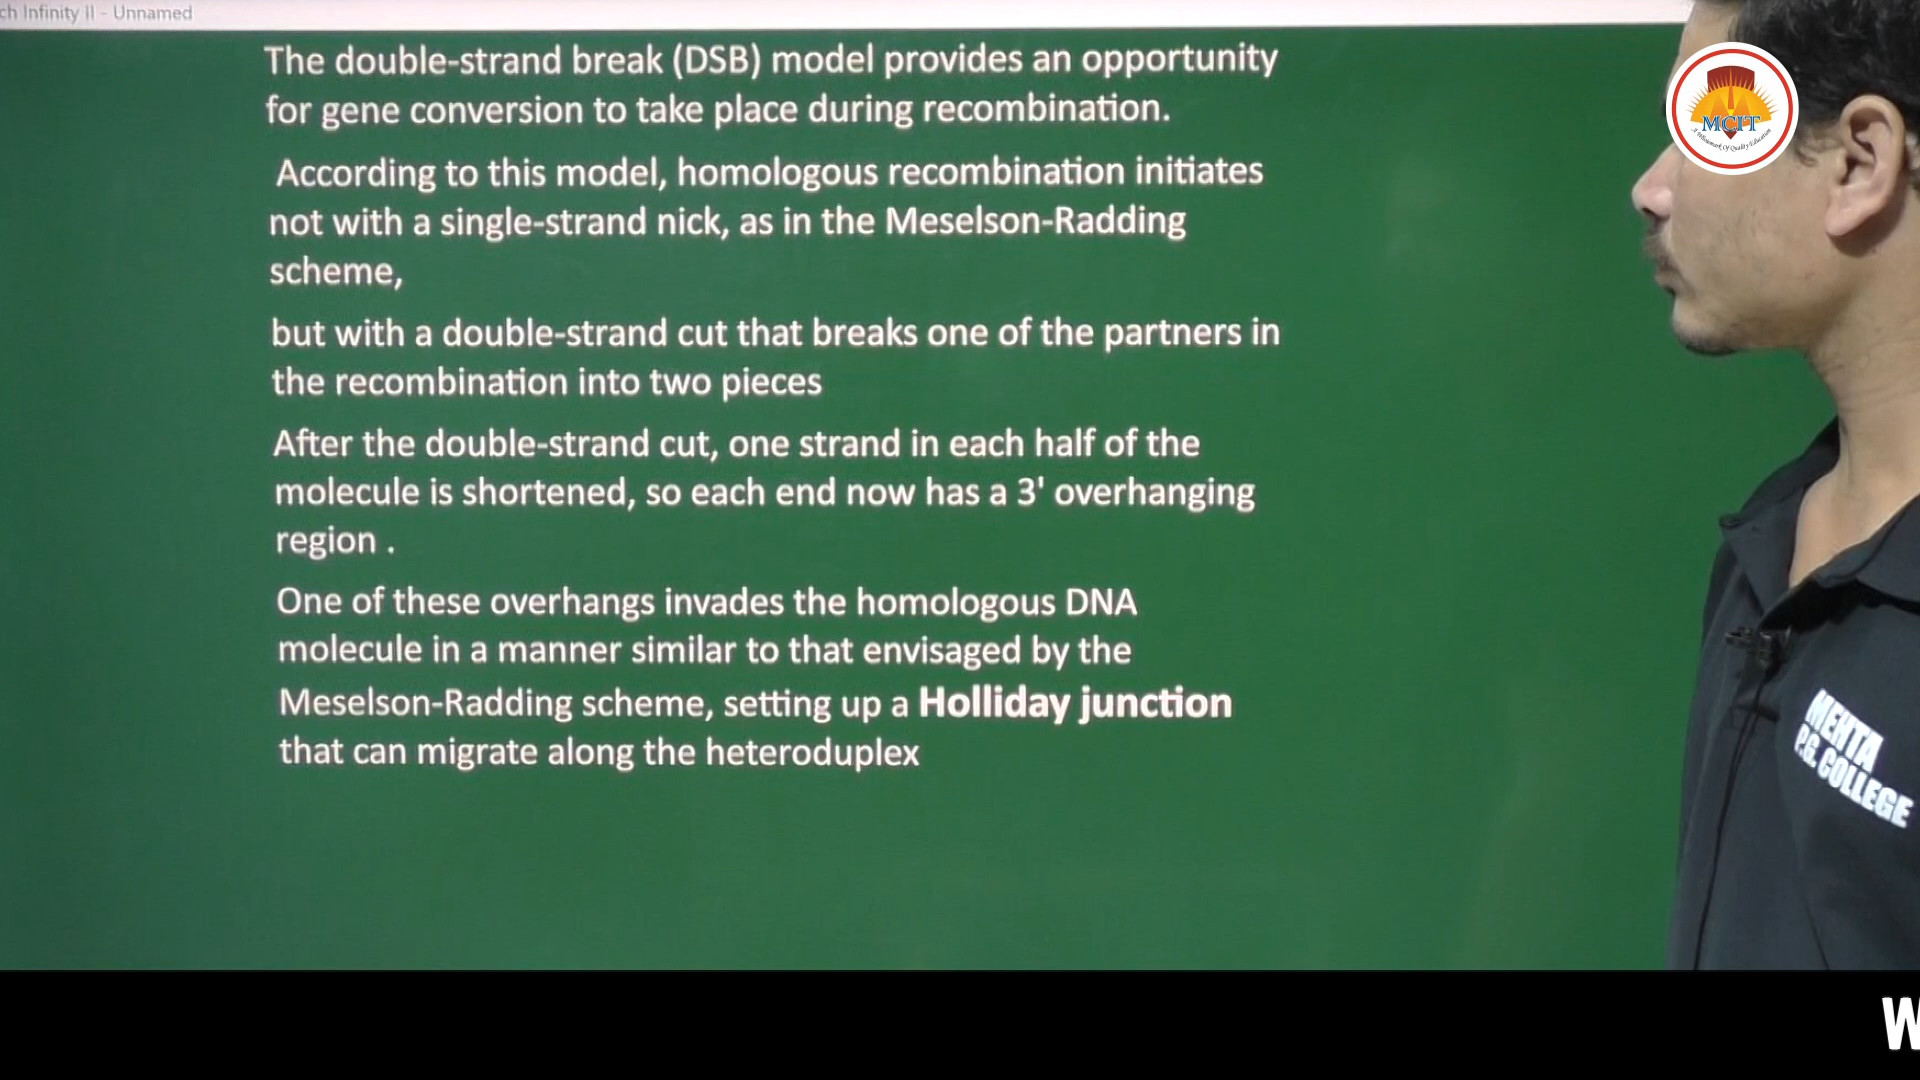 ch Infinity II - Unnamed
The double-strand break (DSB) model provides an opportunity
for gene conversion to take place during recombination.
According to this model, homologous recombination initiates
not with a single-strand nick, as in the Meselson-Radding
scheme,
but with a double-strand cut that breaks one of the partners in
the recombination into two pieces
After the double-strand cut, one strand in each half of the
molecule is shortened, so each end now has a 3' overhanging
region .
One of these overhangs invades the homologous DNA
molecule in a manner similar to that envisaged by the
Meselson-Radding scheme, setting up a Holliday junction
that can migrate along the heteroduplex
MCIT
MEHTA
P.G. COLLEGE
W